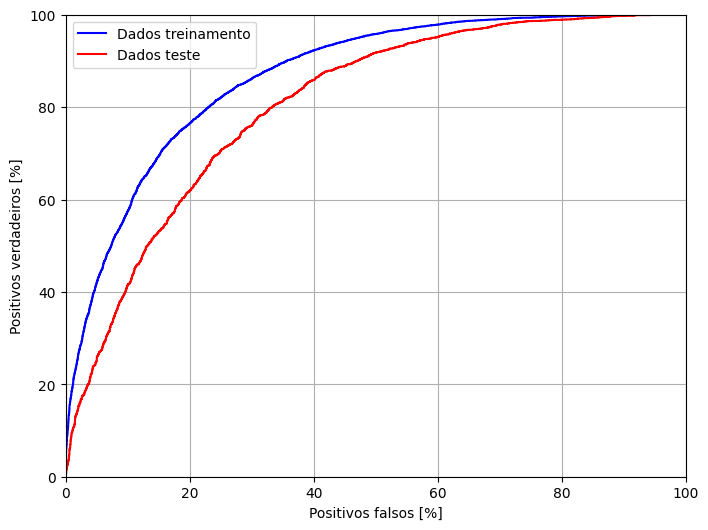 Dados treinamento
Dados teste
Positivos verdadeiros [%]
100
80
60
40
20
0
0 20 40 60 80 100
Positivos falsos [%]